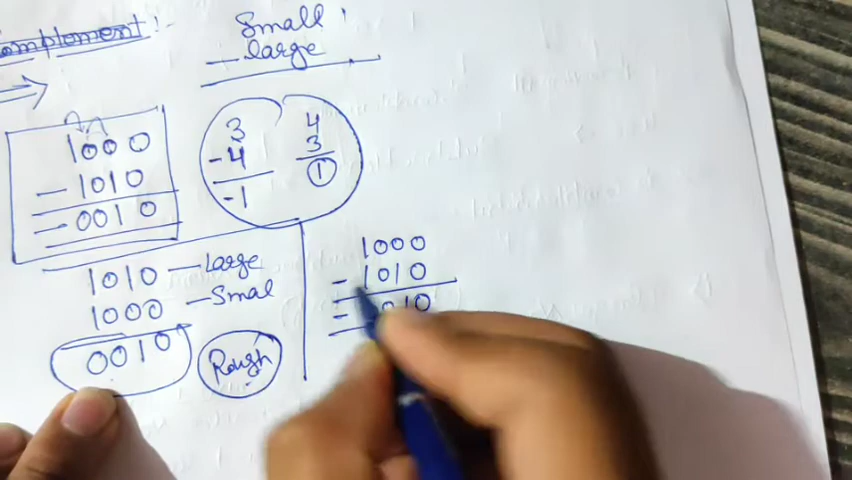 omplement :-
Small
— large
1000
— 1010
— 0010
3
- 4
-1
4
3
1
1010 — Large
1000 — Smal
0010
Rough
1000
- 1010
- 010